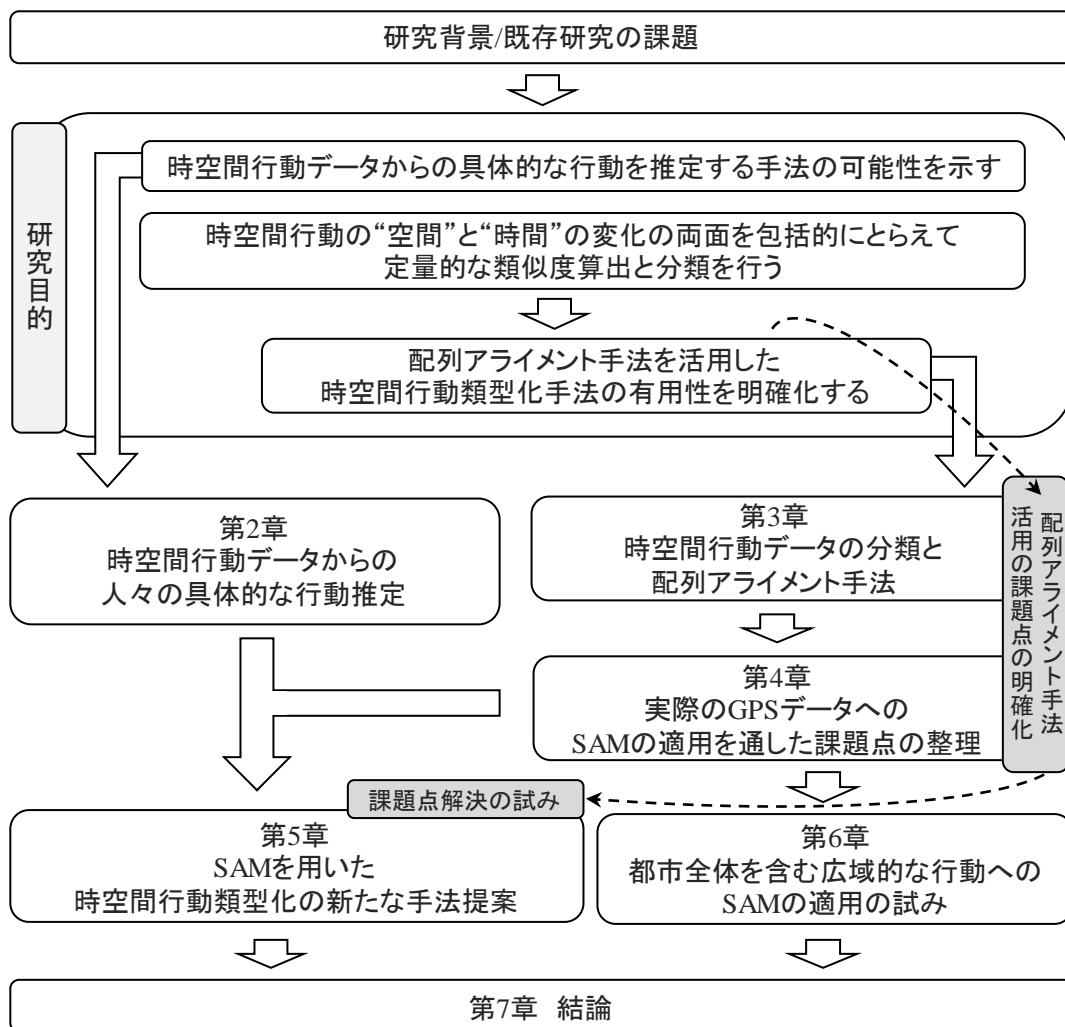 研究背景/既存研究の課題
研究目的
時空間行動データからの具体的な行動を推定する手法の可能性を示す
時空間行動の“空間”と“時間”の変化の両面を包括的にとらえて
定量的な類似度算出と分類を行う
配列アライメント手法を活用した
時空間行動類型化手法の有用性を明確化する
第2章
時空間行動データからの
人々の具体的な行動推定
第3章
時空間行動データの分類と
配列アライメント手法
配列アライメント手法
活用の課題点の明確化
第4章
実際のGPSデータへの
SAMの適用を通した課題点の整理
課題点解決の試み
第5章
SAMを用いた
時空間行動類型化の新たな手法提案
第6章
都市全体を含む広域的な行動への
SAMの適用の試み
第7章 結論